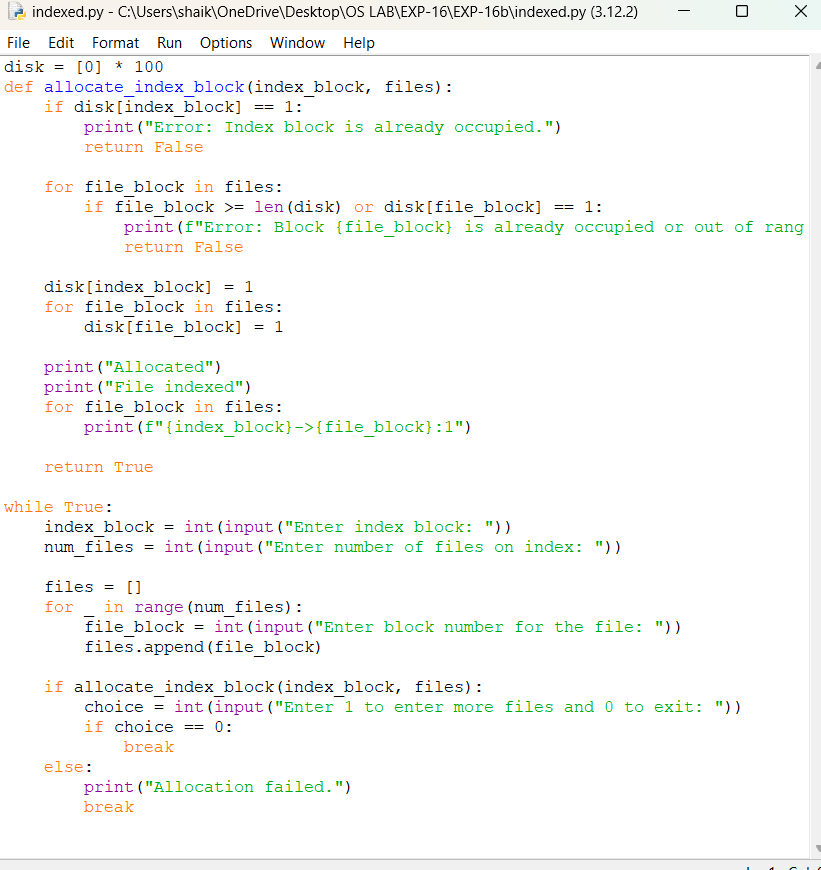 indexed.py - C:\Users\shaik\OneDrive\Desktop\OS LAB\EXP-16\EXP-16b\indexed.py (3.12.2)
File Edit Format Run Options Window Help
disk = [0] * 100
def allocate_index_block(index_block, files):
    if disk[index_block] == 1:
        print("Error: Index block is already occupied.")
        return False

    for file_block in files:
        if file_block >= len(disk) or disk[file_block] == 1:
            print(f"Error: Block {file_block} is already occupied or out of rang
            return False

    disk[index_block] = 1
    for file_block in files:
        disk[file_block] = 1

    print("Allocated")
    print("File indexed")
    for file_block in files:
        print(f"{index_block}->{file_block}:1")

    return True

while True:
    index_block = int(input("Enter index block: "))
    num_files = int(input("Enter number of files on index: "))

    files = []
    for _ in range(num_files):
        file_block = int(input("Enter block number for the file: "))
        files.append(file_block)

    if allocate_index_block(index_block, files):
        choice = int(input("Enter 1 to enter more files and 0 to exit: "))
        if choice == 0:
            break
    else:
        print("Allocation failed.")
        break